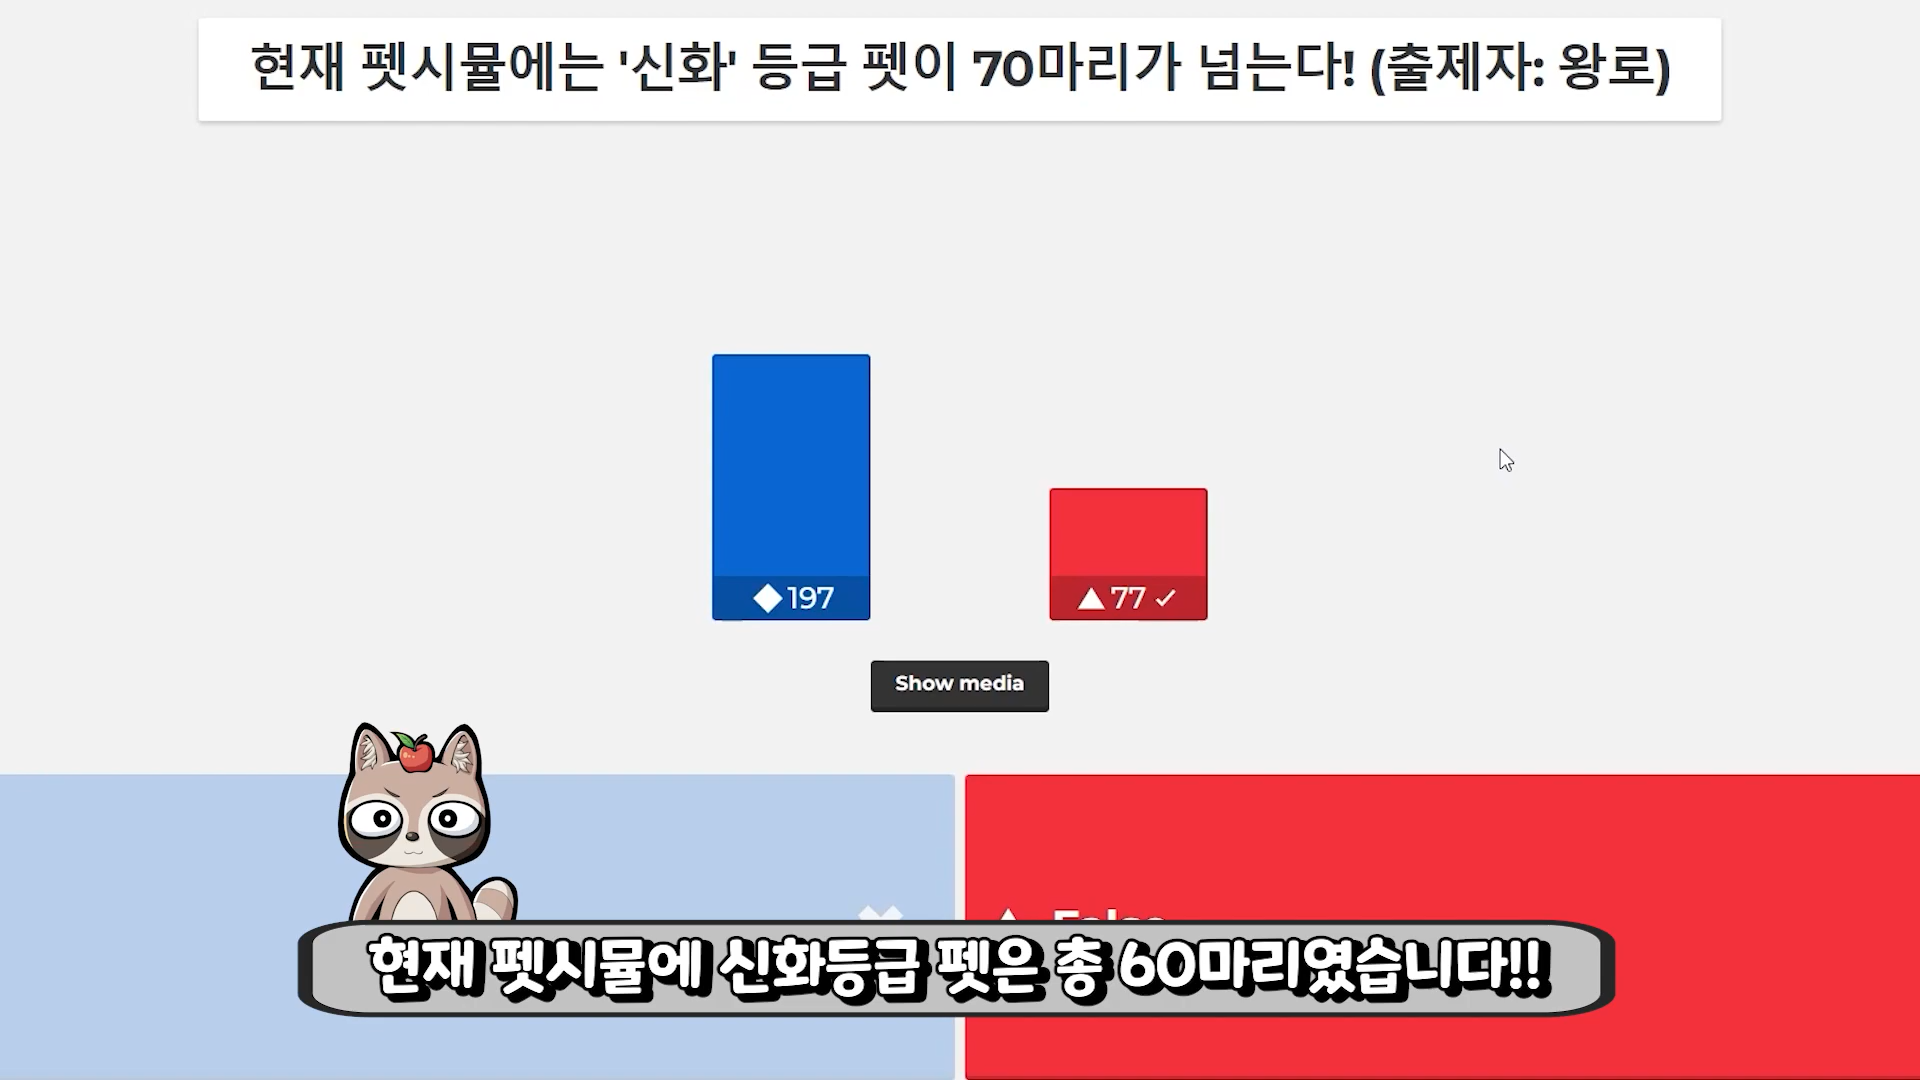 현재 펫시뮬에는 '신화' 등급 펫이 70마리가 넘는다! (출제자: 왕로)
197
77
Show media
False
현재 펫시뮬에 신화등급 펫은 총 60마리였습니다!!